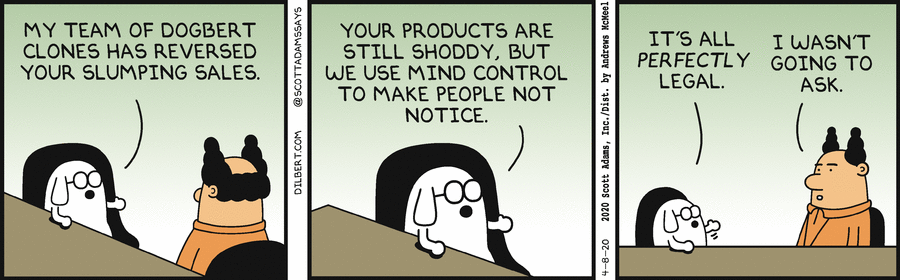 MY TEAM OF DOGBERT
CLONES HAS REVERSED
YOUR SLUMPING SALES.
DILBERT.COM @SCOTTADAMSSAYS
YOUR PRODUCTS ARE
STILL SHODDY, BUT
WE USE MIND CONTROL
TO MAKE PEOPLE NOT
NOTICE.
4-8-20 2020 Scott Adams, Inc./Dist. by Andrews McMeel
IT'S ALL
PERFECTLY
LEGAL.
I WASN'T
GOING TO
ASK.